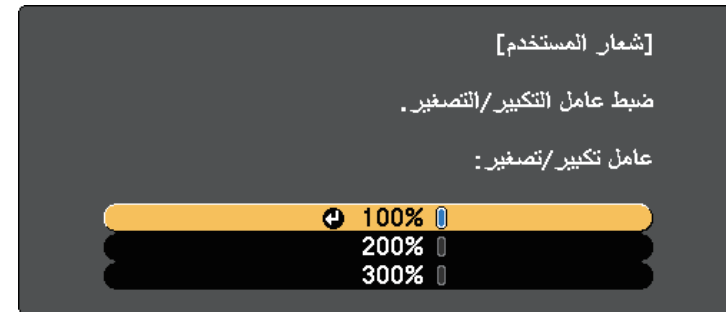 [شعار المستخدم]
ضبط عامل التكبير/التصغير.
عامل تكبير/تصغير:
100%
200%
300%